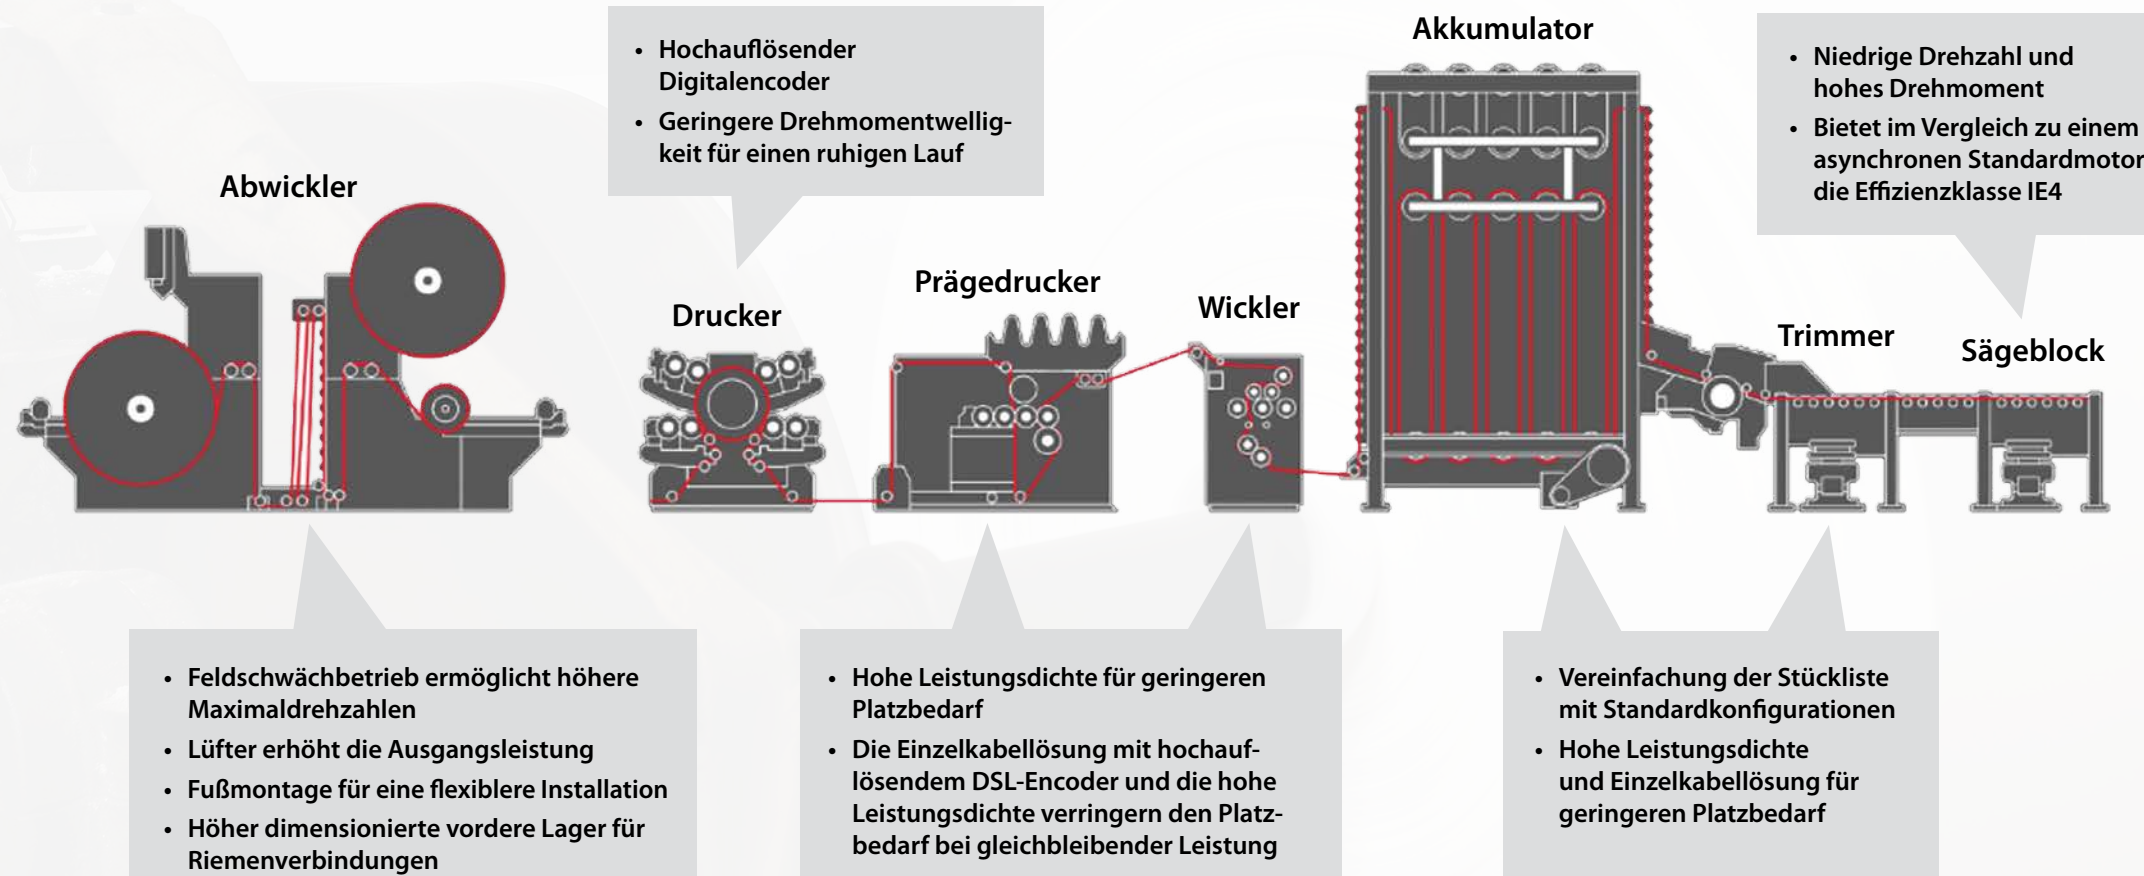 Abwickler
• Hochauflösender
Digitalencoder
• Geringere Drehmomentwellig-
keit für einen ruhigen Lauf
Drucker
Prägedrucker
Wickler
Akkumulator
• Niedrige Drehzahl und
hohes Drehmoment
• Bietet im Vergleich zu einem
asynchronen Standardmotor
die Effizienzklasse IE4
Trimmer
Sägeblock
• Feldschwächbetrieb ermöglicht höhere
Maximaldrehzahlen
• Lüfter erhöht die Ausgangsleistung
• Fußmontage für eine flexiblere Installation
• Höher dimensionierte vordere Lager für
Riemenverbindungen
• Hohe Leistungsdichte für geringeren
Platzbedarf
• Die Einzelkabellösung mit hochauf-
lösendem DSL-Encoder und die hohe
Leistungsdichte verringern den Platz-
bedarf bei gleichbleibender Leistung
• Vereinfachung der Stückliste
mit Standardkonfigurationen
• Hohe Leistungsdichte
und Einzelkabellösung für
geringeren Platzbedarf